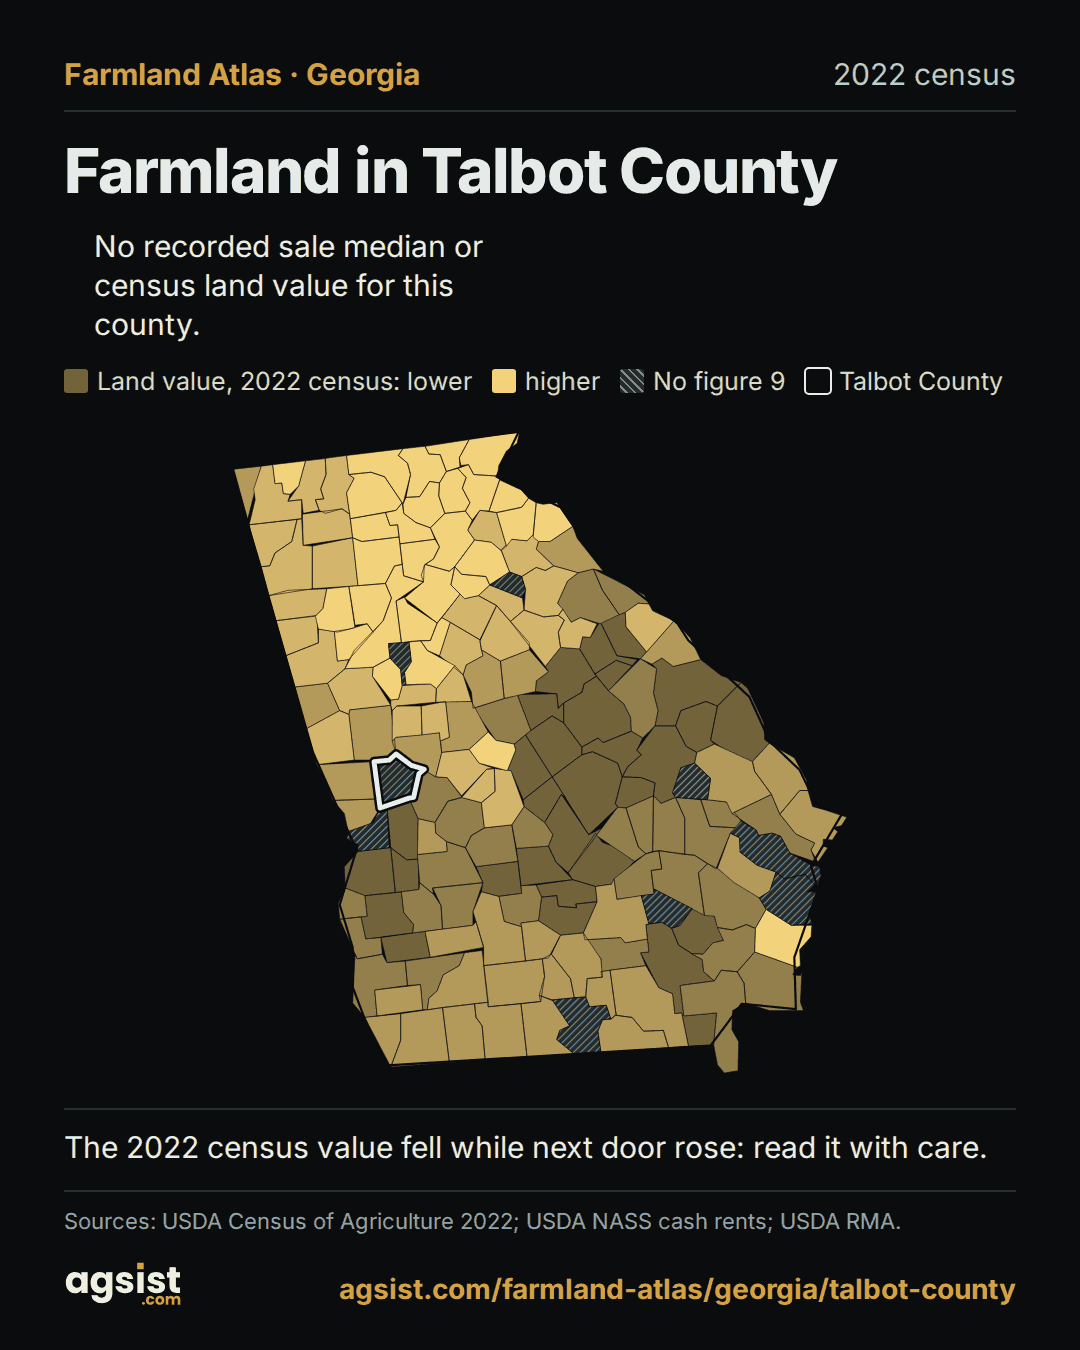 Farmland Atlas · Georgia
2022 census
Farmland in Talbot County
No recorded sale median or
census land value for this
county.
Land value, 2022 census: lower higher No figure 9 Talbot County
The 2022 census value fell while next door rose: read it with care.
Sources: USDA Census of Agriculture 2022; USDA NASS cash rents; USDA RMA.
agsist
.com
agsist.com/farmland-atlas/georgia/talbot-county